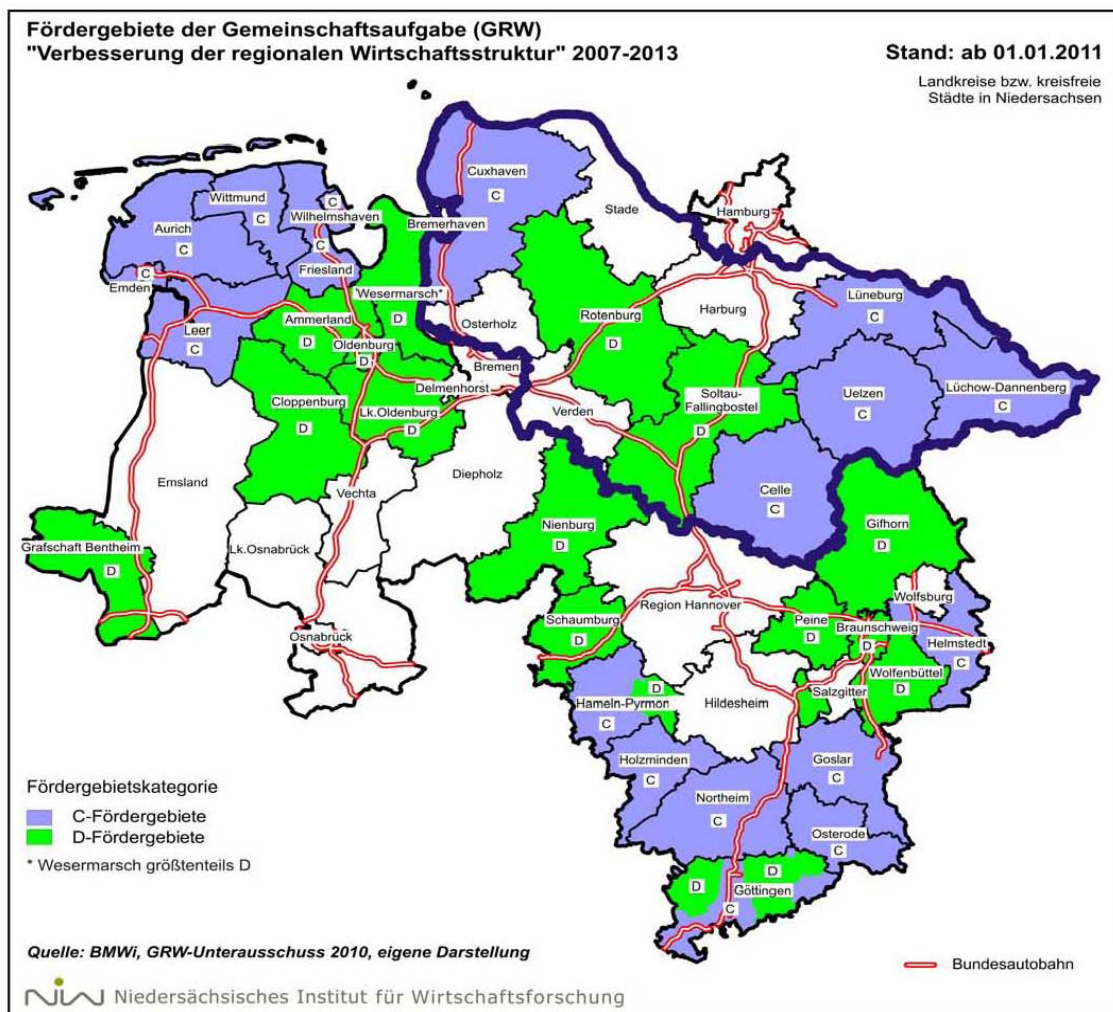 Fördergebiete der Gemeinschaftsaufgabe (GRW)
"Verbesserung der regionalen Wirtschaftsstruktur" 2007-2013
Stand: ab 01.01.2011
Landkreise bzw. kreisfreie
Städte in Niedersachsen
Cuxhaven
C
Stade
Hamburg
Wittmund
C
Wilhelmshaven
C
C
Aurich
C
Bremerhaven
Friesland
Emden
C
Leer
C
Wesermarsch*
D
Ammerland
D
Oldenburg
D
Osterholz
Bremen
Rotenburg
D
Harburg
Lüneburg
C
Delmenhorst
Lk.Oldenburg
D
Cloppenburg
D
Verden
Soltau-
Fallingbostel
D
Uelzen
C
Lüchow-Dannenberg
C
Emsland
Vechta
Diepholz
Celle
C
Nienburg
D
Gifhorn
D
Grafschaft Bentheim
D
Lk.Osnabrück
Osnabrück
Region Hannover
Schaumburg
D
Peine
D
Wolfsburg
Braunschweig
D
Helmstedt
C
Wolfenbüttel
D
Salzgitter
D
Hameln-Pyrmon
C
Hildesheim
Holzminden
C
Goslar
C
Northeim
C
Osterode
C
D
D
Göttingen
C
Fördergebietskategorie
C-Fördergebiete
D-Fördergebiete
* Wesermarsch größtenteils D
Quelle: BMWi, GRW-Unterausschuss 2010, eigene Darstellung
Bundesautobahn
NIW Niedersächsisches Institut für Wirtschaftsforschung